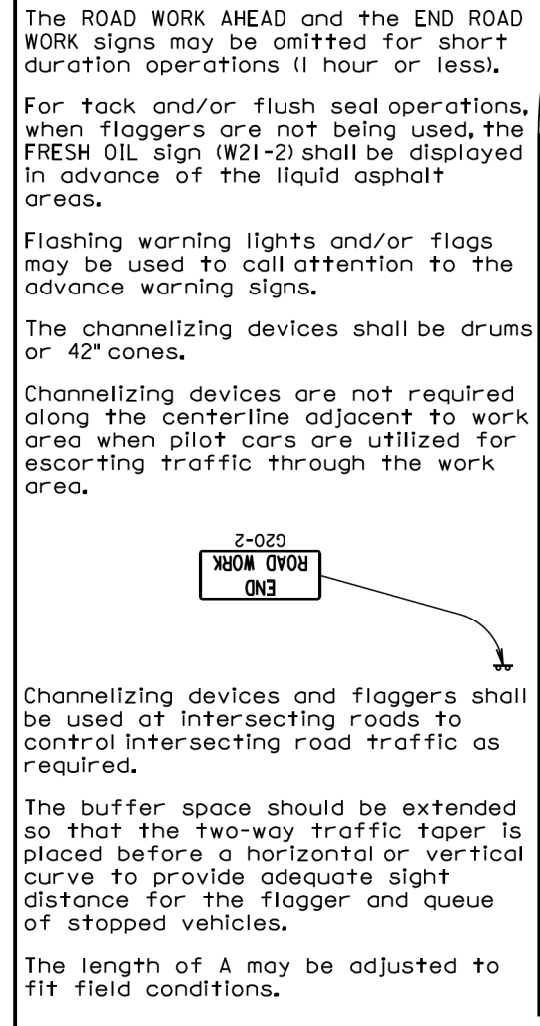 The ROAD WORK AHEAD and the END ROAD
WORK signs may be omitted for short
duration operations (1 hour or less).
For tack and/or flush seal operations,
when flaggers are not being used, the
FRESH OIL sign (W21-2) shall be displayed
in advance of the liquid asphalt
areas.
Flashing warning lights and/or flags
may be used to call attention to the
advance warning signs.
The channelizing devices shall be drums
or 42" cones.
Channelizing devices are not required
along the centerline adjacent to work
area when pilot cars are utilized for
escorting traffic through the work
area.
END
ROAD WORK
G20-2
Channelizing devices and flaggers shall
be used at intersecting roads to
control intersecting road traffic as
required.
The buffer space should be extended
so that the two-way traffic taper is
placed before a horizontal or vertical
curve to provide adequate sight
distance for the flagger and queue
of stopped vehicles.
The length of A may be adjusted to
fit field conditions.